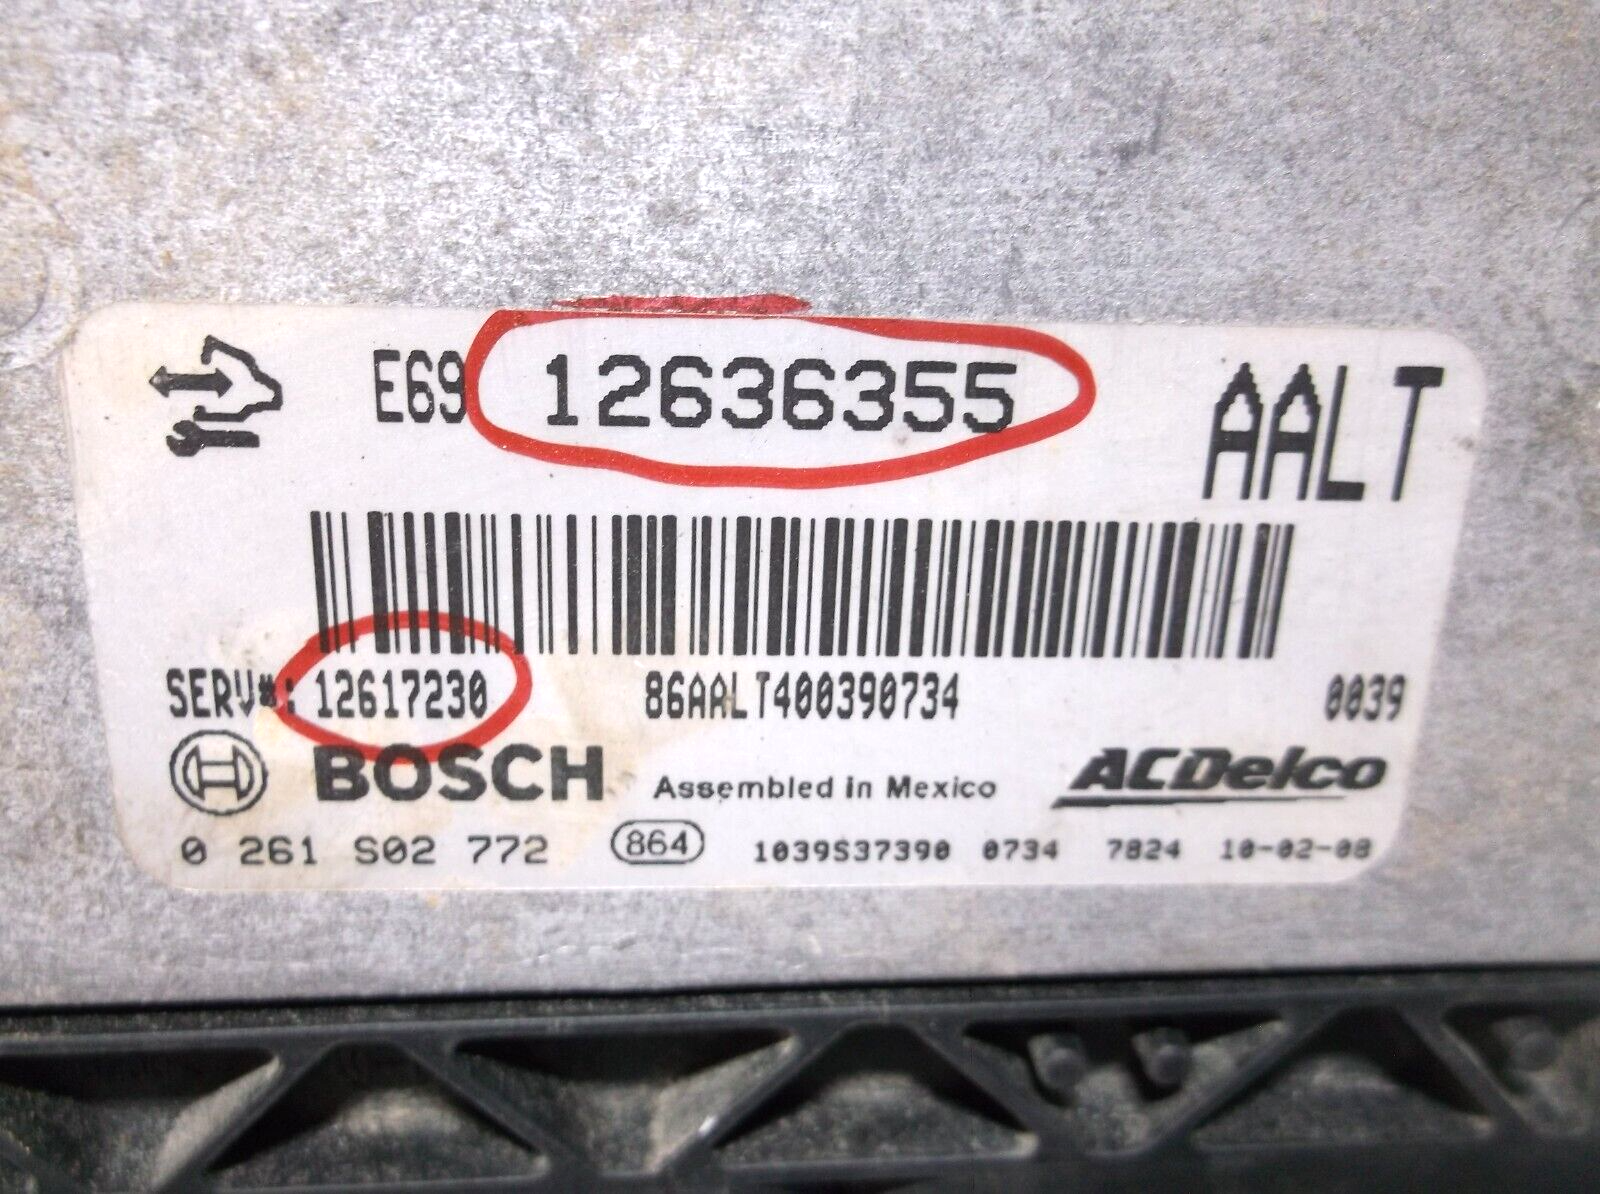 E69 12636355 AALT
SERV#: 12617230 86AALT400390734 0039
BOSCH Assembled in Mexico ACDelco
0 261 S02 772 864 1039S37390 0734 7824 10-02-08